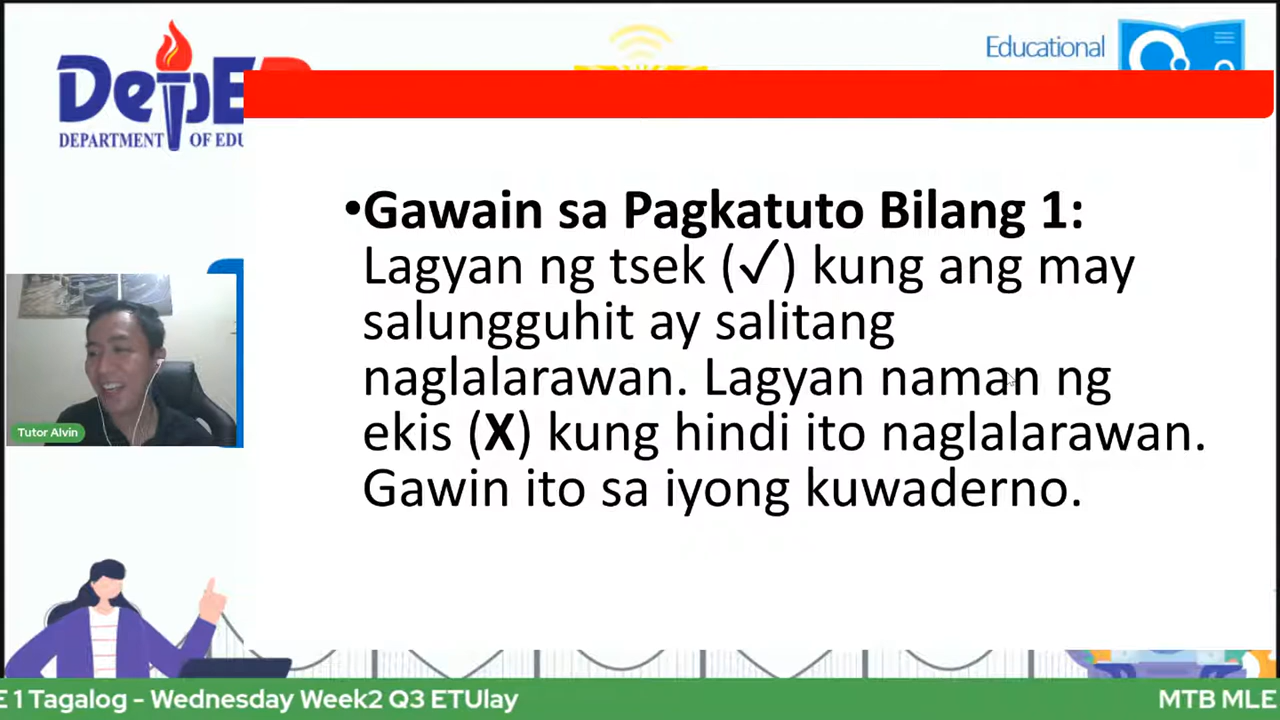 DepE
DEPARTMENT OF EDU
Educational
•Gawain sa Pagkatuto Bilang 1:
Lagyan ng tsek (✓) kung ang may
salungguhit ay salitang
naglalarawan. Lagyan naman ng
ekis (X) kung hindi ito naglalarawan.
Gawin ito sa iyong kuwaderno.
Tutor Alvin
E 1 Tagalog - Wednesday Week2 Q3 ETUlay
MTB MLE